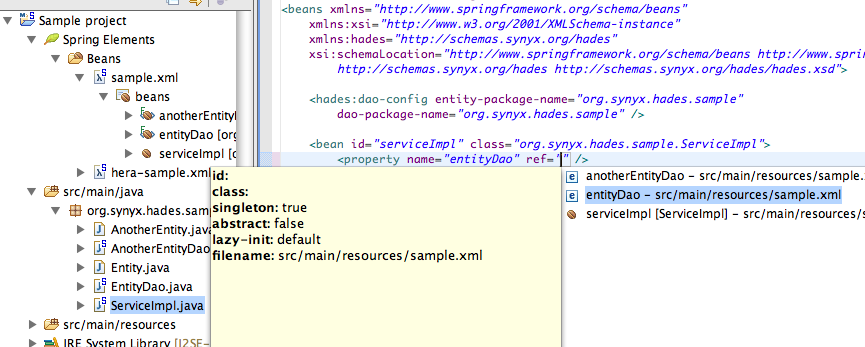 Sample project
Spring Elements
Beans
sample.xml
beans
anotherEntityl
entityDao [or
serviceImpl [
hera-sample.xml
src/main/java
org.synyx.hades.sam
AnotherEntity.java
AnotherEntityDao
Entity.java
EntityDao.java
ServiceImpl.java
src/main/resources
JRE System Library [J2SE-
<beans xmlns="http://www.springframework.org/schema/beans"
xmlns:xsi="http://www.w3.org/2001/XMLSchema-instance"
xmlns:hades="http://schemas.synyx.org/hades"
xsi:schemaLocation="http://www.springframework.org/schema/beans http://www.spr
http://schemas.synyx.org/hades http://schemas.synyx.org/hades/hades.xsd">
<hades:dao-config entity-package-name="org.synyx.hades.sample"
dao-package-name="org.synyx.hades.sample" />
<bean id="serviceImpl" class="org.synyx.hades.sample.ServiceImpl">
<property name="entityDao" ref="" />
id:
class:
singleton: true
abstract: false
lazy-init: default
filename: src/main/resources/sample.xml
anotherEntityDao – src/main/resources/sample.
entityDao – src/main/resources/sample.xml
serviceImpl [ServiceImpl] – src/main/resources/s